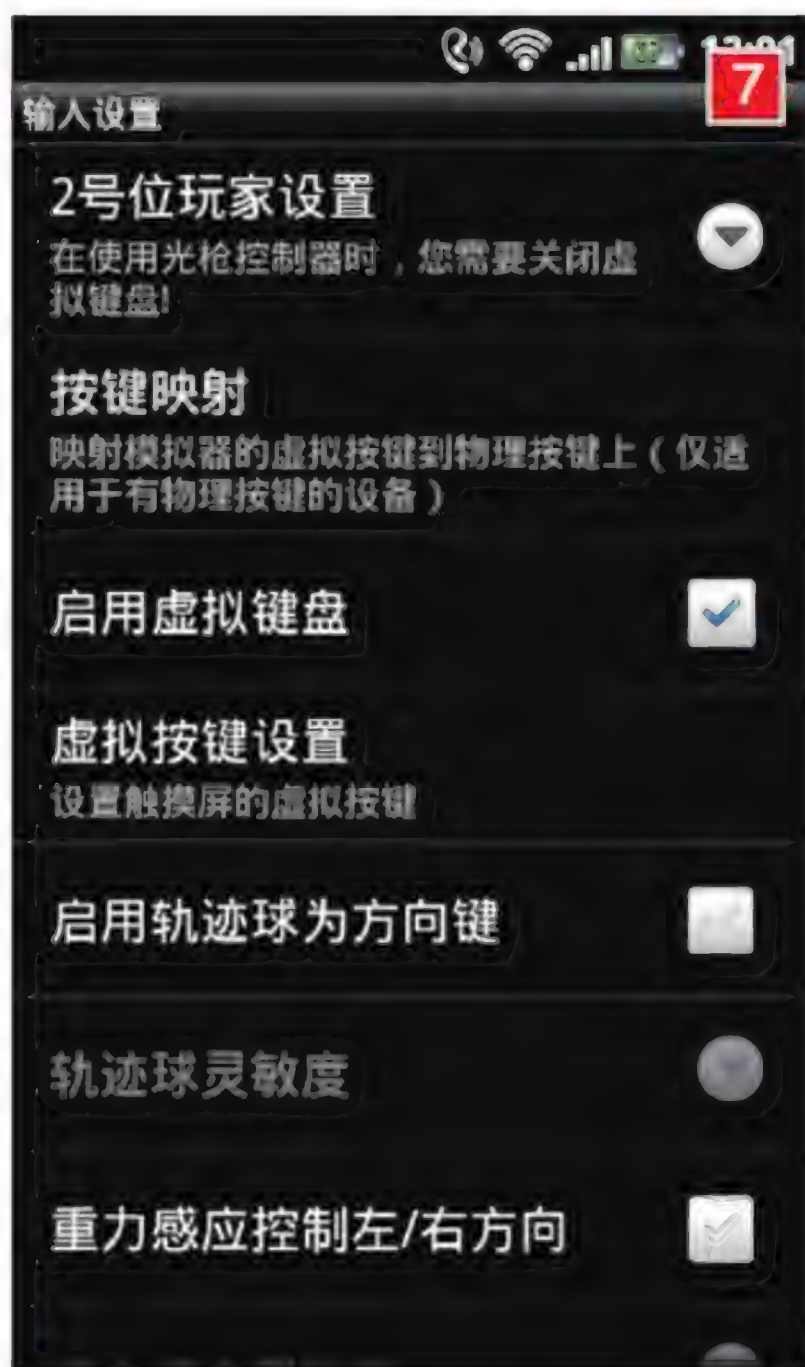 7
输入设置
2号位玩家设置
在使用光枪控制器时，您需要关闭虚
拟键盘!
按键映射
映射模拟器的虚拟按键到物理按键上（仅适
用于有物理按键的设备）
启用虚拟键盘
虚拟按键设置
设置触摸屏的虚拟按键
启用轨迹球为方向键
轨迹球灵敏度
重力感应控制左/右方向